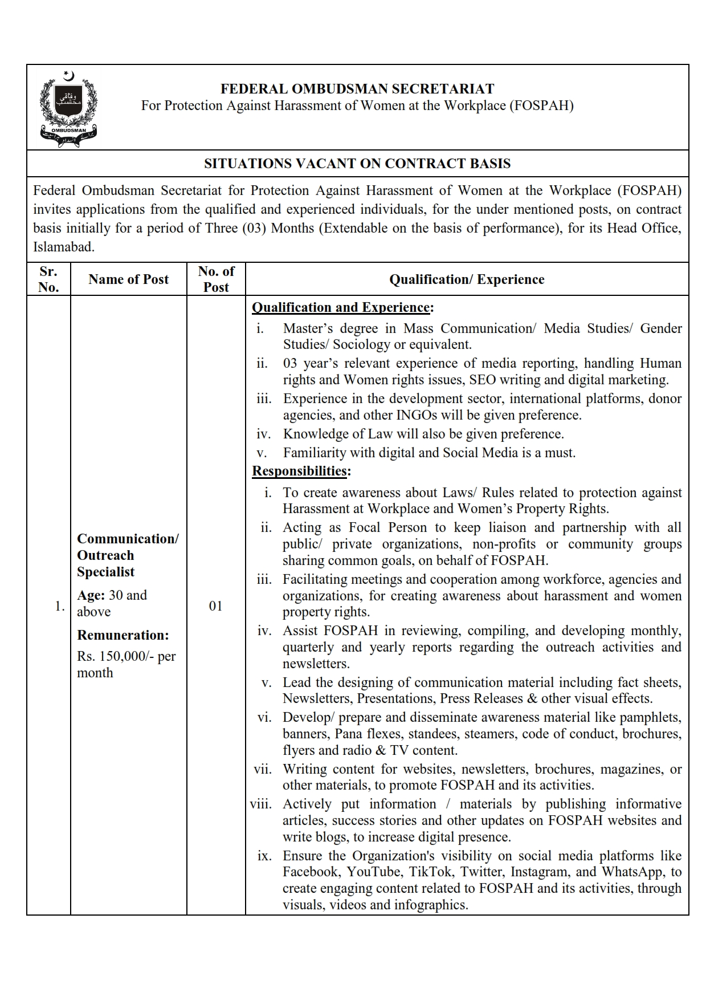 وفاقی
محتسب
OMBUDSMAN
برائے انسداد ہراسیت
FEDERAL OMBUDSMAN SECRETARIAT
For Protection Against Harassment of Women at the Workplace (FOSPAH)
SITUATIONS VACANT ON CONTRACT BASIS
Federal Ombudsman Secretariat for Protection Against Harassment of Women at the Workplace (FOSPAH)
invites applications from the qualified and experienced individuals, for the under mentioned posts, on contract
basis initially for a period of Three (03) Months (Extendable on the basis of performance), for its Head Office,
Islamabad.
Sr.
No.
Name of Post
No. of
Post
Qualification/ Experience
1.
Communication/
Outreach
Specialist
Age: 30 and
above
Remuneration:
Rs. 150,000/- per
month
01
Qualification and Experience:
i. Master’s degree in Mass Communication/ Media Studies/ Gender
Studies/ Sociology or equivalent.
ii. 03 year’s relevant experience of media reporting, handling Human
rights and Women rights issues, SEO writing and digital marketing.
iii. Experience in the development sector, international platforms, donor
agencies, and other INGOs will be given preference.
iv. Knowledge of Law will also be given preference.
v. Familiarity with digital and Social Media is a must.
Responsibilities:
i. To create awareness about Laws/ Rules related to protection against
Harassment at Workplace and Women’s Property Rights.
ii. Acting as Focal Person to keep liaison and partnership with all
public/ private organizations, non-profits or community groups
sharing common goals, on behalf of FOSPAH.
iii. Facilitating meetings and cooperation among workforce, agencies and
organizations, for creating awareness about harassment and women
property rights.
iv. Assist FOSPAH in reviewing, compiling, and developing monthly,
quarterly and yearly reports regarding the outreach activities and
newsletters.
v. Lead the designing of communication material including fact sheets,
Newsletters, Presentations, Press Releases & other visual effects.
vi. Develop/ prepare and disseminate awareness material like pamphlets,
banners, Pana flexes, standees, steamers, code of conduct, brochures,
flyers and radio & TV content.
vii. Writing content for websites, newsletters, brochures, magazines, or
other materials, to promote FOSPAH and its activities.
viii. Actively put information / materials by publishing informative
articles, success stories and other updates on FOSPAH websites and
write blogs, to increase digital presence.
ix. Ensure the Organization's visibility on social media platforms like
Facebook, YouTube, TikTok, Twitter, Instagram, and WhatsApp, to
create engaging content related to FOSPAH and its activities, through
visuals, videos and infographics.